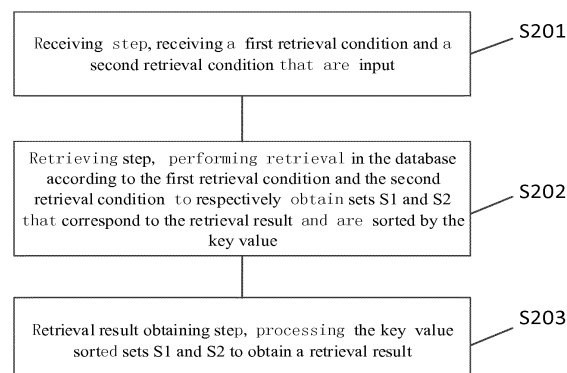 Receiving step, receiving a first retrieval condition and a
second retrieval condition that are input
S201
Retrieving step, performing retrieval in the database
according to the first retrieval condition and the second
retrieval condition to respectively obtain sets S1 and S2
that correspond to the retrieval result and are sorted by the
key value
S202
Retrieval result obtaining step, processing the key value
sorted sets S1 and S2 to obtain a retrieval result
S203